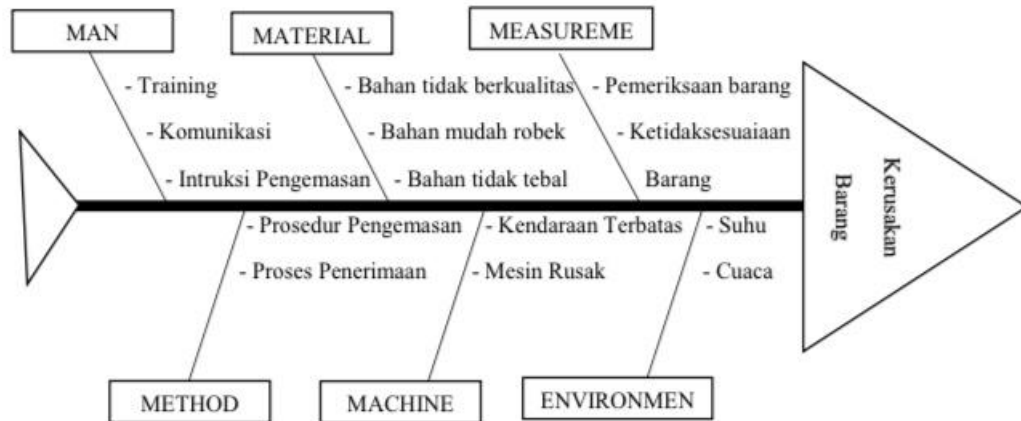 MAN
MATERIAL
MEASUREME
- Training
- Komunikasi
- Intruksi Pengemasan
- Bahan tidak berkualitas
- Bahan mudah robek
- Bahan tidak tebal
- Pemeriksaan barang
- Ketidaksesuaiaan
Barang
- Prosedur Pengemasan
- Proses Penerimaan
- Kendaraan Terbatas
- Mesin Rusak
- Suhu
- Cuaca
METHOD
MACHINE
ENVIRONMEN
Kerusakan
Barang